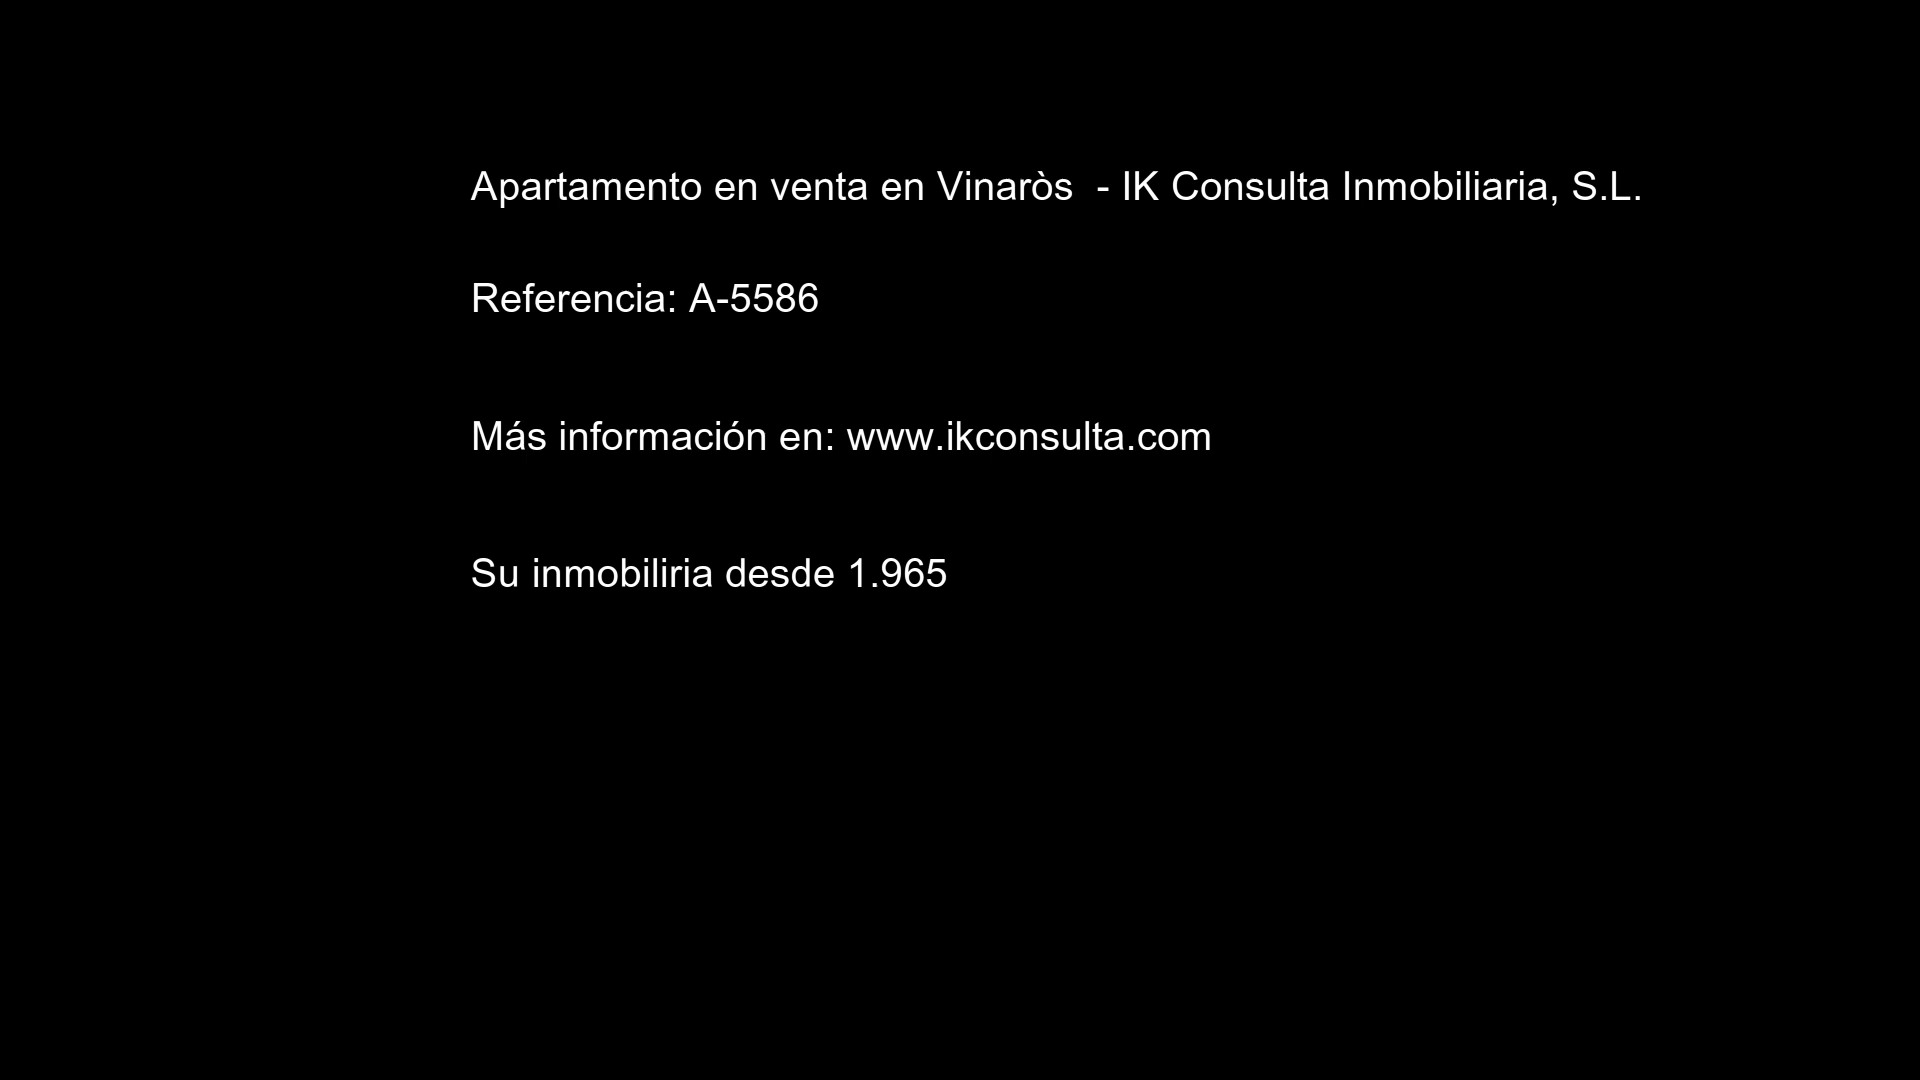 Apartamento en venta en Vinaròs  - IK Consulta Inmobiliaria, S.L.
Referencia: A-5586
Más información en: www.ikconsulta.com
Su inmobiliria desde 1.965